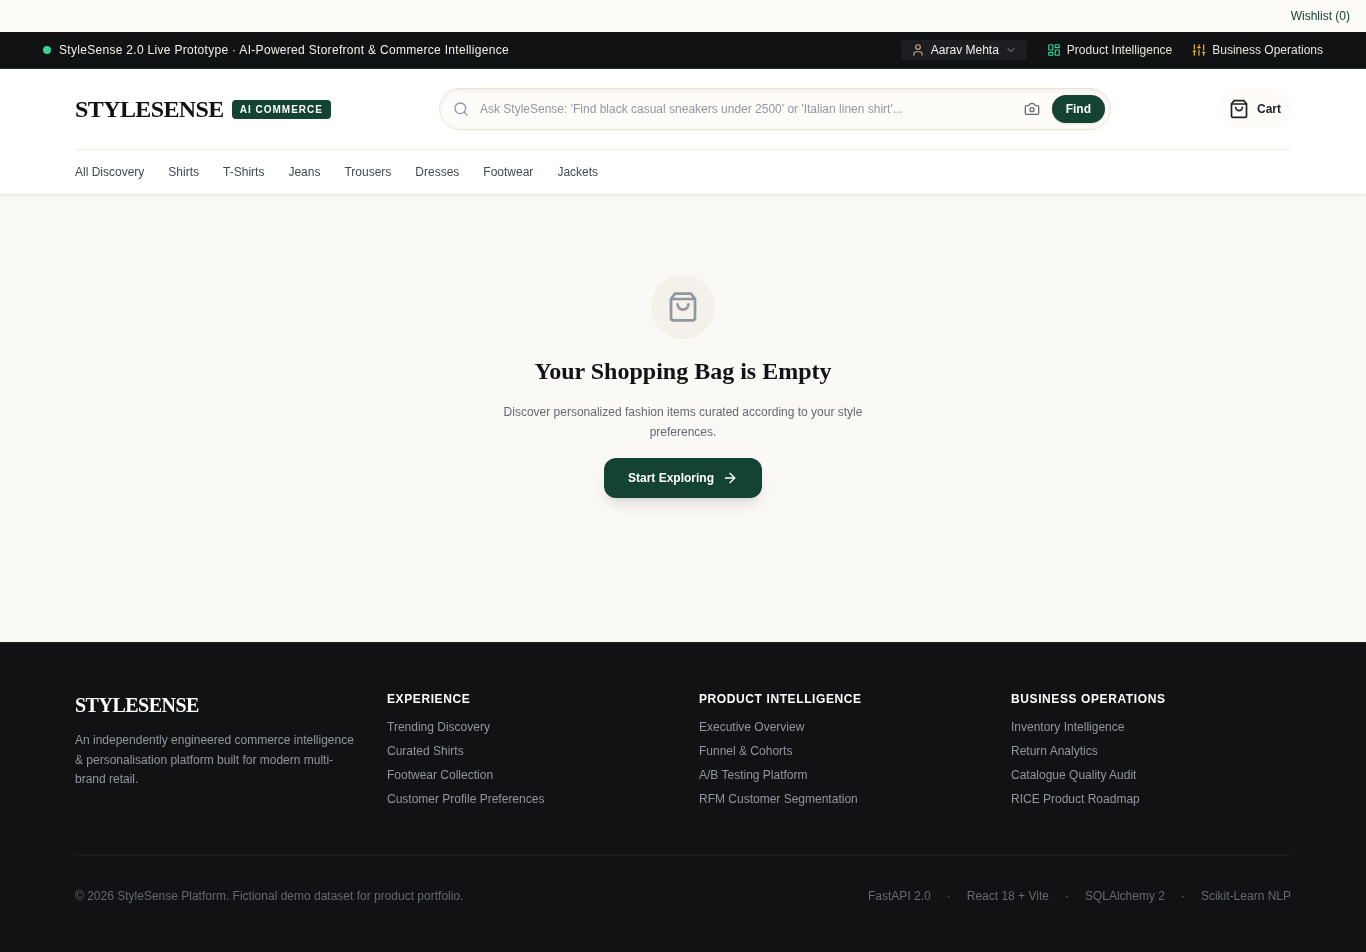 Wishlist (0)
StyleSense 2.0 Live Prototype · AI-Powered Storefront & Commerce Intelligence
Aarav Mehta
Product Intelligence
Business Operations
STYLESENSE
AI COMMERCE
Ask StyleSense: 'Find black casual sneakers under 2500' or 'Italian linen shirt'...
Find
Cart
All Discovery
Shirts
T-Shirts
Jeans
Trousers
Dresses
Footwear
Jackets
Your Shopping Bag is Empty
Discover personalized fashion items curated according to your style
preferences.
Start Exploring
STYLESENSE
An independently engineered commerce intelligence
& personalisation platform built for modern multi-
brand retail.
EXPERIENCE
Trending Discovery
Curated Shirts
Footwear Collection
Customer Profile Preferences
PRODUCT INTELLIGENCE
Executive Overview
Funnel & Cohorts
A/B Testing Platform
RFM Customer Segmentation
BUSINESS OPERATIONS
Inventory Intelligence
Return Analytics
Catalogue Quality Audit
RICE Product Roadmap
© 2026 StyleSense Platform. Fictional demo dataset for product portfolio.
FastAPI 2.0 · React 18 + Vite · SQLAlchemy 2 · Scikit-Learn NLP